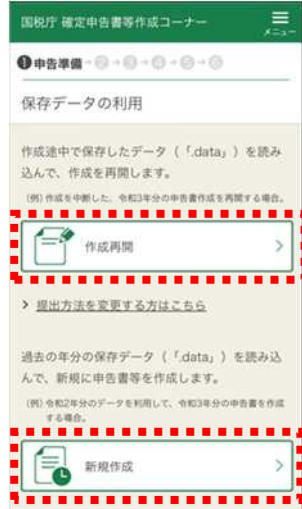 国税庁 確定申告書等作成コーナー
メニュー
1申告準備-2-3-4-5-6
保存データの利用
作成途中で保存したデータ（「.data」）を読み
込んで、作成を再開します。
(例) 作成を中断した、令和3年分の申告書作成を再開する場合。
作成再開
> 提出方法を変更する方はこちら
過去の年分の保存データ（「.data」）を読み込
んで、新規に申告書等を作成します。
(例) 令和2年分のデータを利用して、令和3年分の申告書を作成
する場合。
新規作成